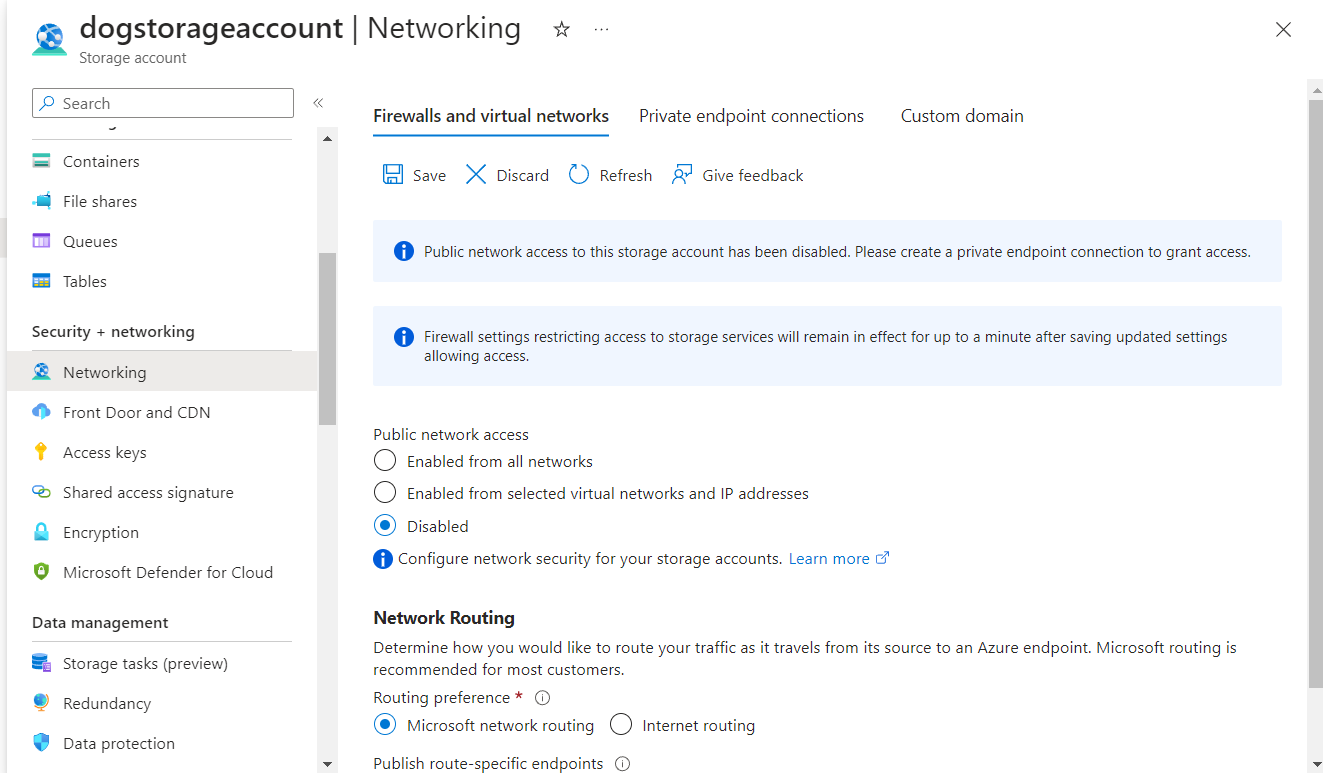 dogstorageaccount | Networking
Storage account
Search
Containers
File shares
Queues
Tables
Security + networking
Networking
Front Door and CDN
Access keys
Shared access signature
Encryption
Microsoft Defender for Cloud
Data management
Storage tasks (preview)
Redundancy
Data protection
Firewalls and virtual networks
Private endpoint connections
Custom domain
Save
Discard
Refresh
Give feedback
Public network access to this storage account has been disabled. Please create a private endpoint connection to grant access.
Firewall settings restricting access to storage services will remain in effect for up to a minute after saving updated settings
allowing access.
Public network access
Enabled from all networks
Enabled from selected virtual networks and IP addresses
Disabled
Configure network security for your storage accounts. Learn more
Network Routing
Determine how you would like to route your traffic as it travels from its source to an Azure endpoint. Microsoft routing is
recommended for most customers.
Routing preference *
Microsoft network routing
Internet routing
Publish route-specific endpoints